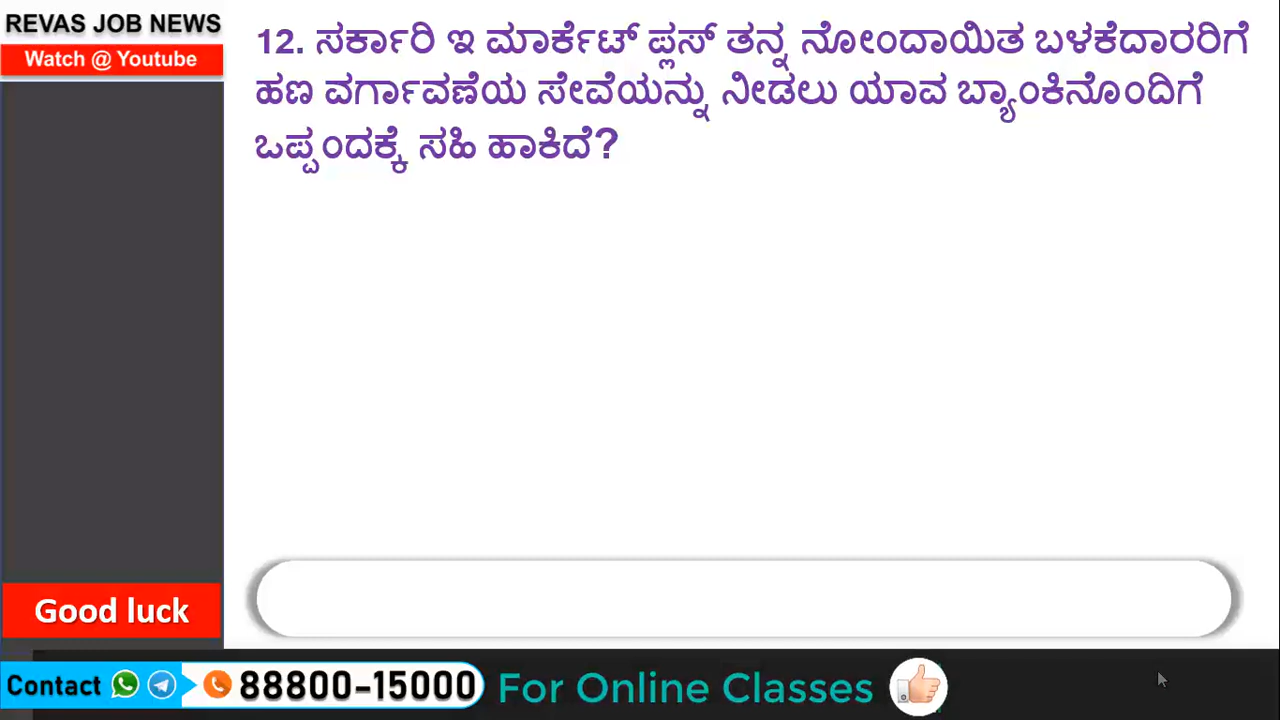 REVAS JOB NEWS
Watch @ Youtube
12. ಸರ್ಕಾರಿ ಇ ಮಾರ್ಕೆಟ್ ಪ್ಲಸ್ ತನ್ನ ನೋಂದಾಯಿತ ಬಳಕೆದಾರರಿಗೆ
ಹಣ ವರ್ಗಾವಣೆಯ ಸೇವೆಯನ್ನು ನೀಡಲು ಯಾವ ಬ್ಯಾಂಕಿನೊಂದಿಗೆ
ಒಪ್ಪಂದಕ್ಕೆ ಸಹಿ ಹಾಕಿದೆ?
Good luck
Contact 88800-15000 For Online Classes